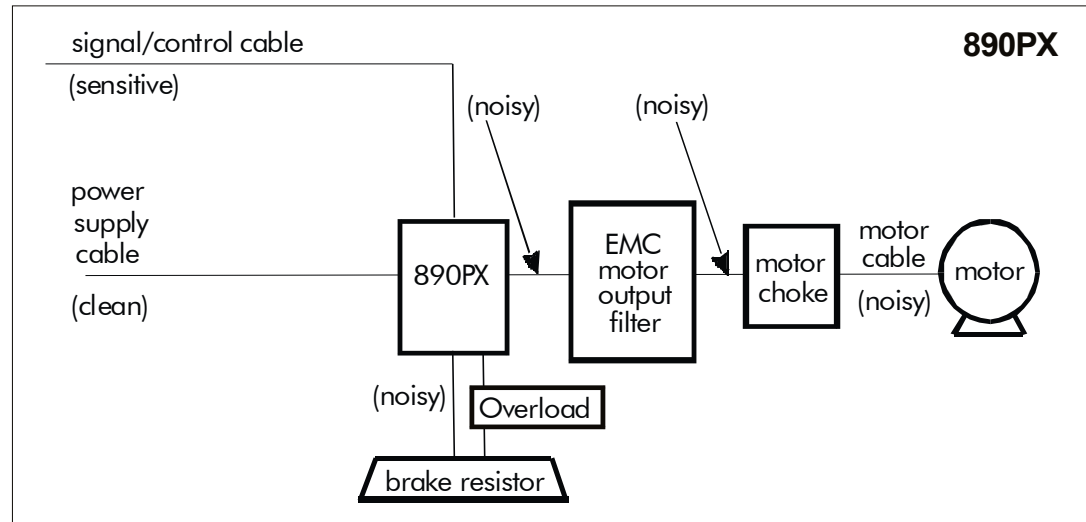 signal/control cable
890PX
(sensitive)
(noisy)
(noisy)
power
supply
cable
(clean)
890PX
EMC
motor
output
filter
motor
choke
motor
cable
(noisy)
motor
(noisy)
Overload
brake resistor